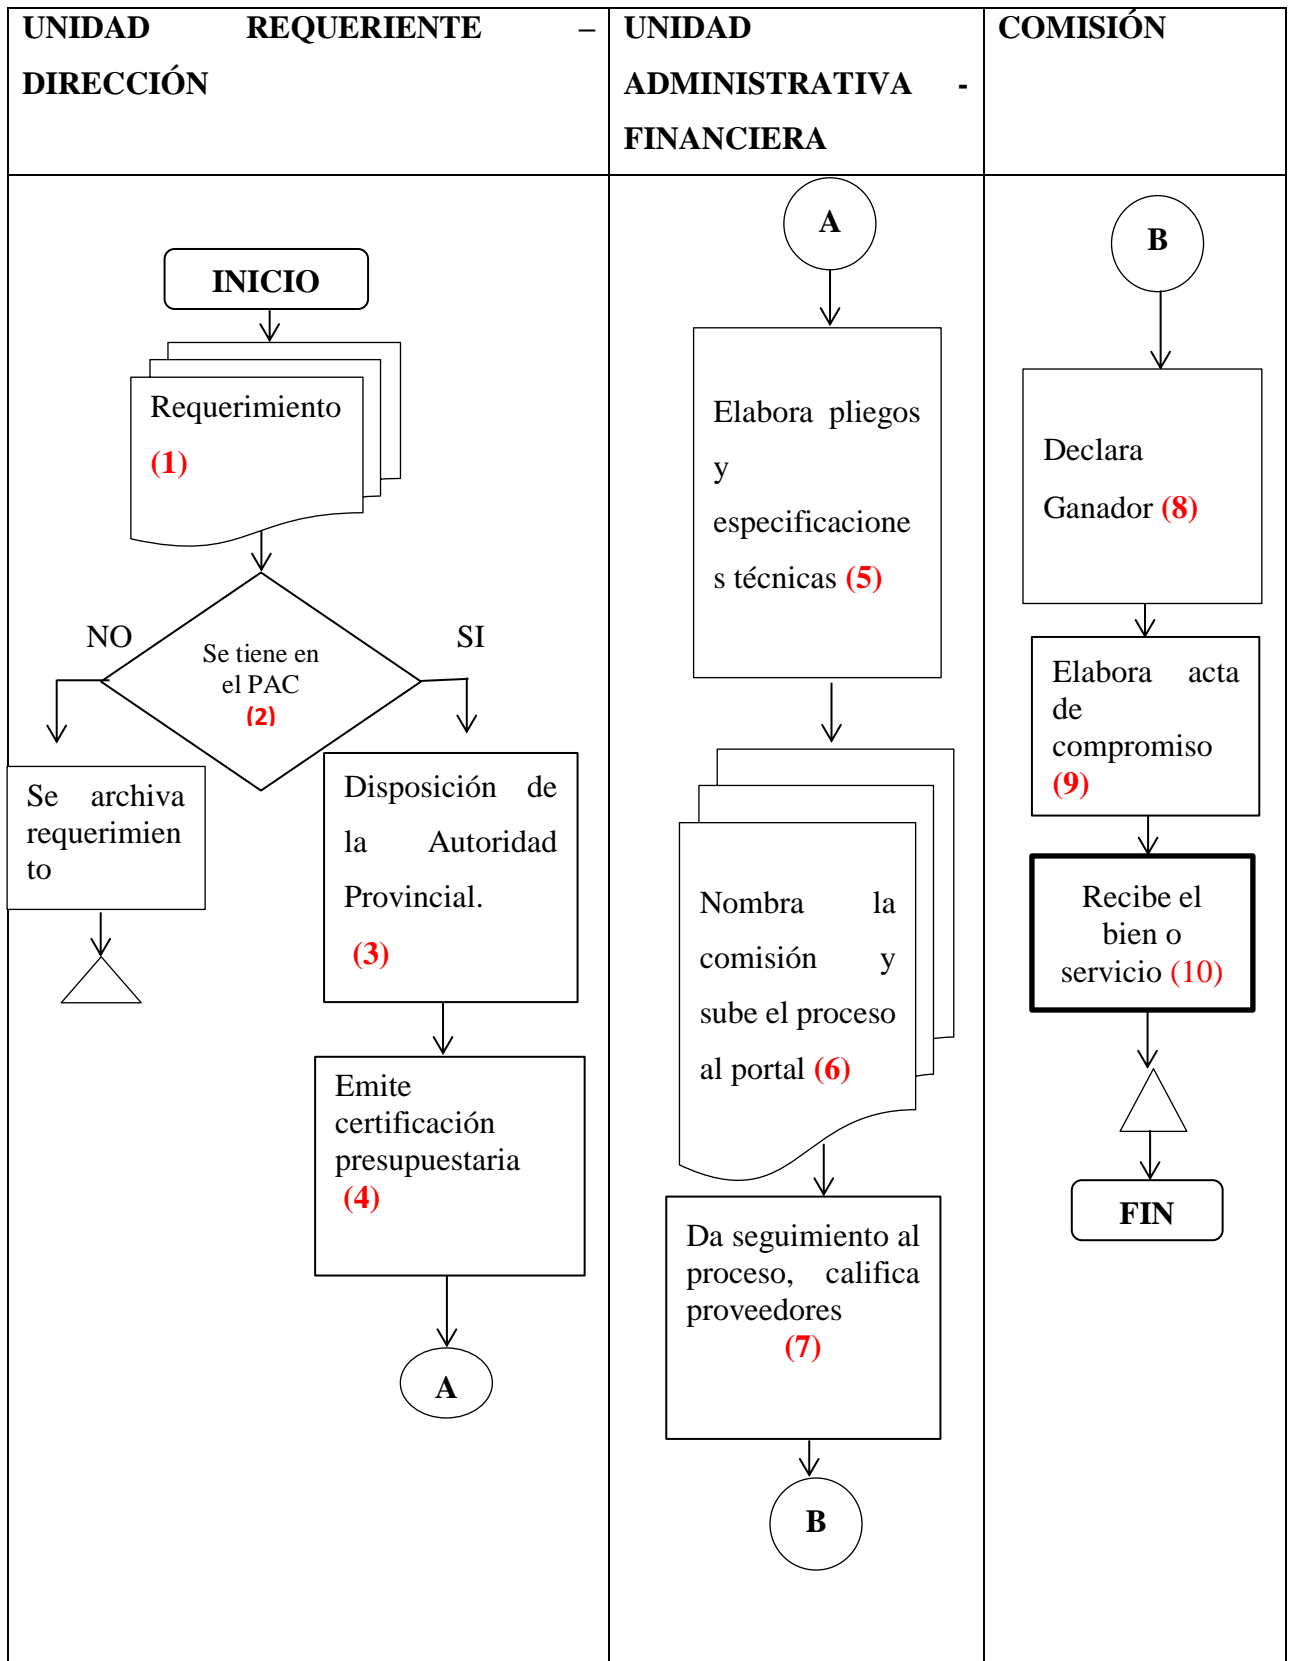 UNIDAD REQUERIENTE –
DIRECCIÓN
UNIDAD
ADMINISTRATIVA -
FINANCIERA
COMISIÓN
INICIO
Requerimiento
(1)
Se tiene en
el PAC
(2)
NO
SI
Se archiva
requerimien
to
Disposición de
la Autoridad
Provincial.
(3)
Emite
certificación
presupuestaria
(4)
A
A
Elabora pliegos
y
especificacione
s técnicas (5)
Nombra la
comisión y
sube el proceso
al portal (6)
Da seguimiento al
proceso, califica
proveedores
(7)
B
B
Declara
Ganador (8)
Elabora acta
de
compromiso
(9)
Recibe el
bien o
servicio (10)
FIN